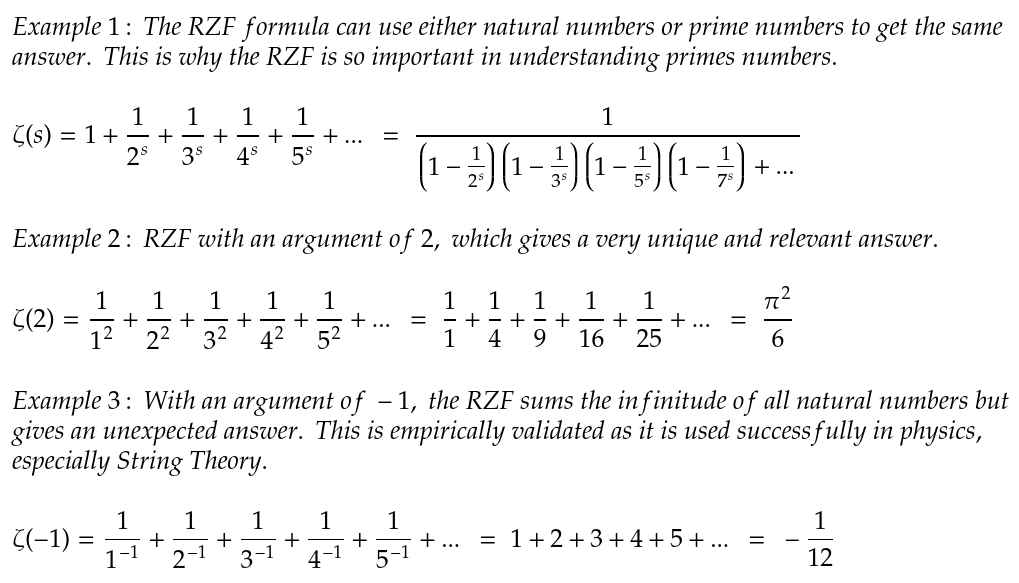 Example 1: The RZF formula can use either natural numbers or prime numbers to get the same
answer. This is why the RZF is so important in understanding primes numbers.
ζ(s) = 1 + 1/2^s + 1/3^s + 1/4^s + 1/5^s + ... = 1/((1 − 1/2^s)(1 − 1/3^s)(1 − 1/5^s)(1 − 1/7^s) + ...)
Example 2: RZF with an argument of 2, which gives a very unique and relevant answer.
ζ(2) = 1/1^2 + 1/2^2 + 1/3^2 + 1/4^2 + 1/5^2 + ... = 1/1 + 1/4 + 1/9 + 1/16 + 1/25 + ... = π^2/6
Example 3: With an argument of −1, the RZF sums the infinitude of all natural numbers but
gives an unexpected answer. This is empirically validated as it is used successfully in physics,
especially String Theory.
ζ(−1) = 1/1^−1 + 1/2^−1 + 1/3^−1 + 1/4^−1 + 1/5^−1 + ... = 1 + 2 + 3 + 4 + 5 + ... = − 1/12